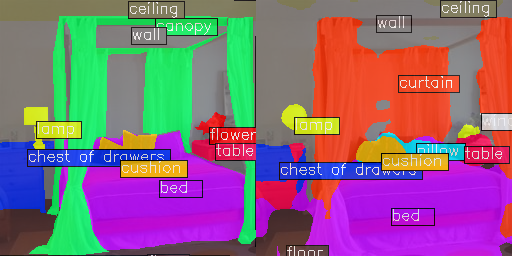 ceiling
canopy
wall
lamp
flower
table
chest of drawers
cushion
bed
ceiling
wall
curtain
lamp
win
pillow
table
cushion
chest of drawers
bed
floor